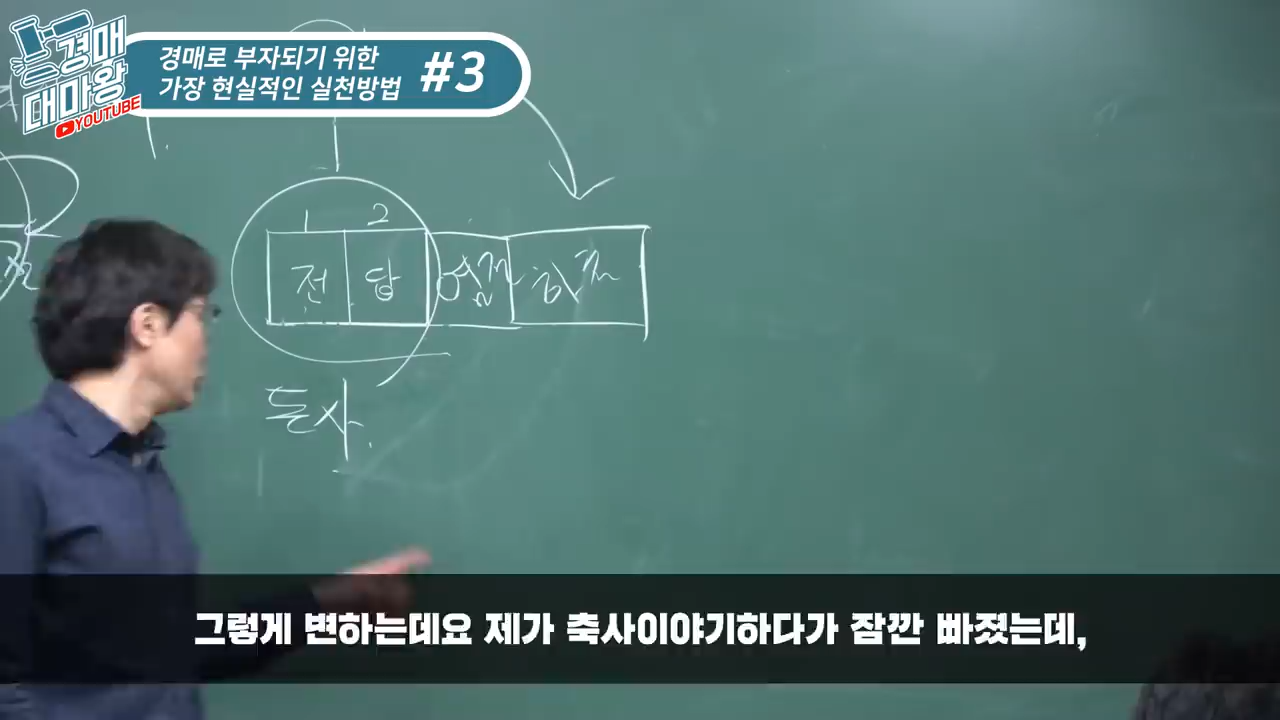 경매
대마왕
YOUTUBE
경매로 부자되기 위한
가장 현실적인 실천방법 #3
1 2
전 답
그렇게 변하는데요 제가 축사이야기하다가 잠깐 빠졌는데,